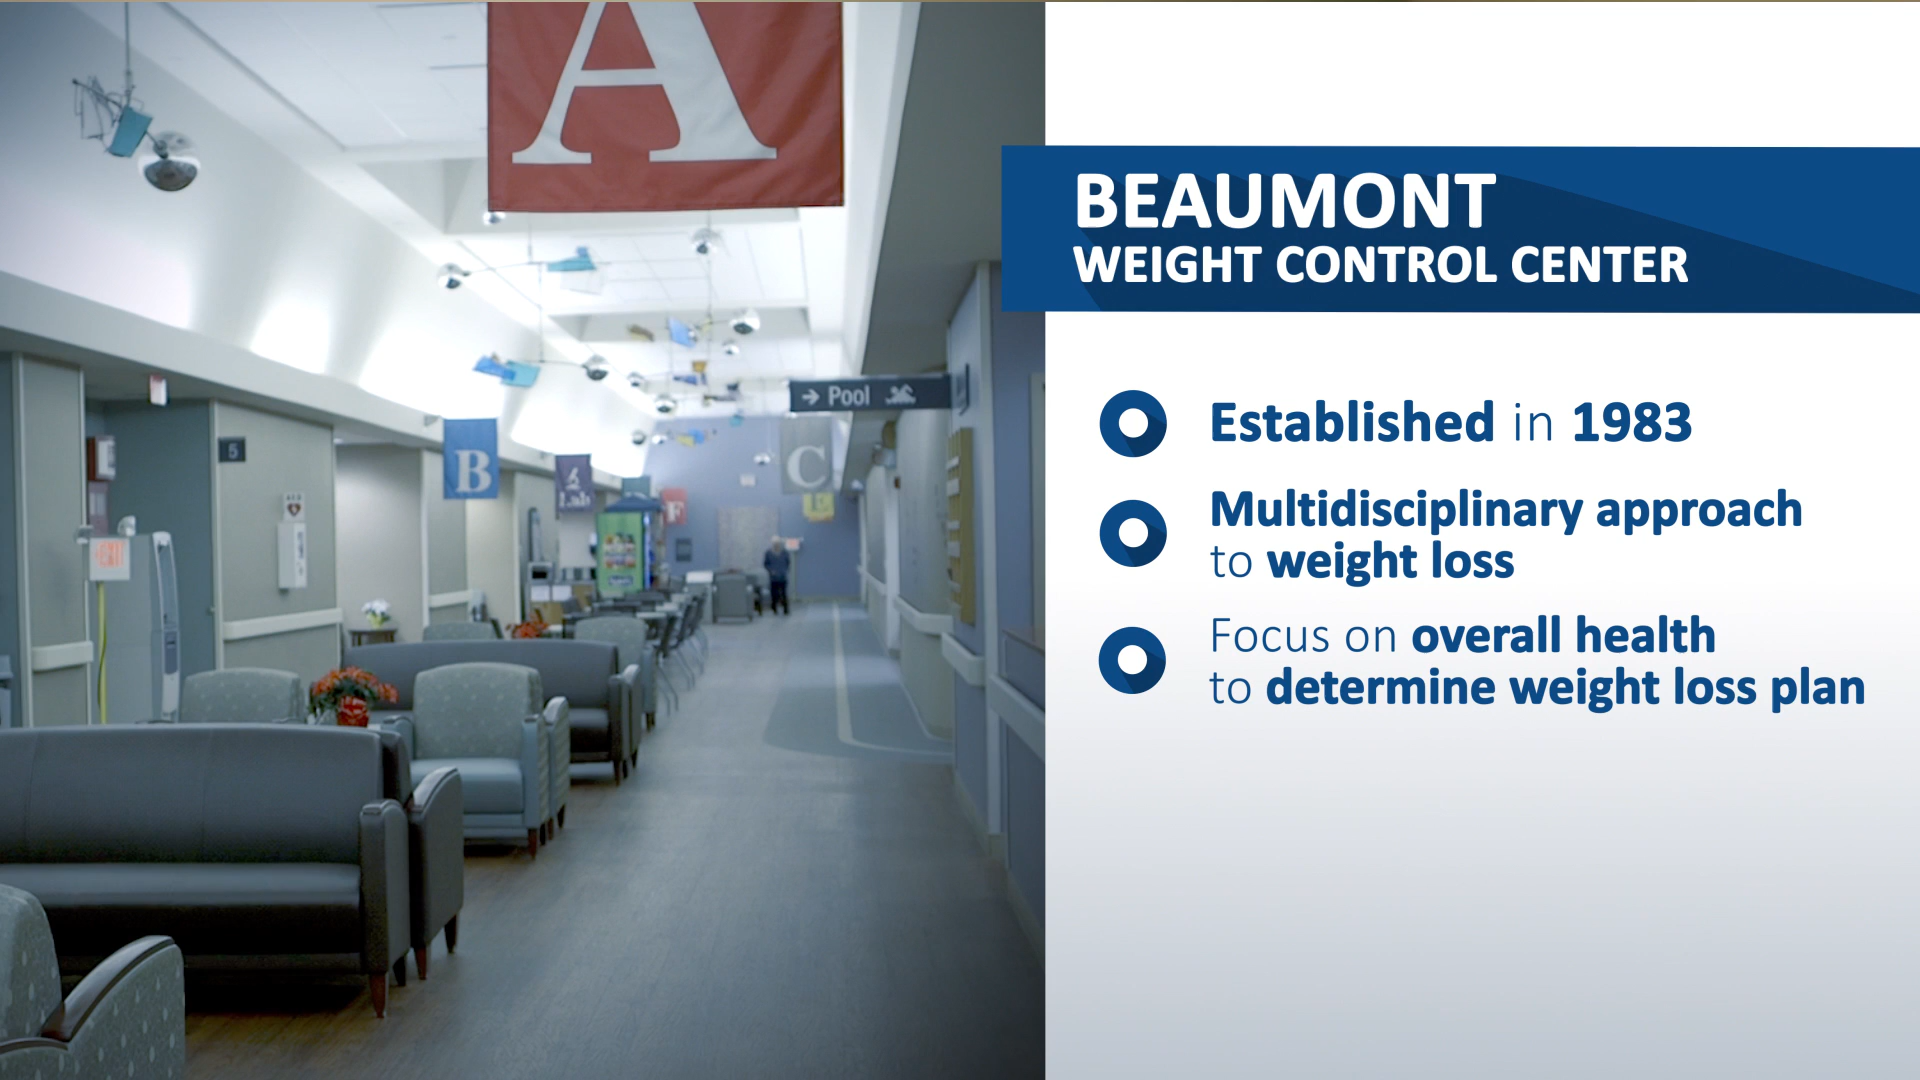 A
BEAUMONT
WEIGHT CONTROL CENTER
→ Pool
Established in 1983
B
C
Lab
F
E
5
AED
EXIT
Multidisciplinary approach
to weight loss
Focus on overall health
to determine weight loss plan